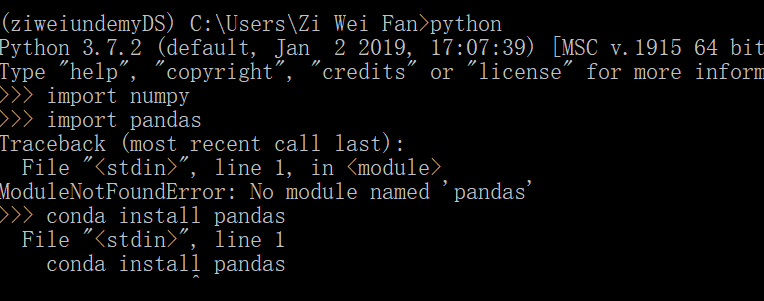 (ziweiundemyDS) C:\Users\Zi Wei Fan>python
Python 3.7.2 (default, Jan  2 2019, 17:07:39) [MSC v.1915 64 bit
Type "help", "copyright", "credits" or "license" for more inform
>>> import numpy
>>> import pandas
Traceback (most recent call last):
  File "<stdin>", line 1, in <module>
ModuleNotFoundError: No module named 'pandas'
>>> conda install pandas
  File "<stdin>", line 1
    conda install pandas
                ^